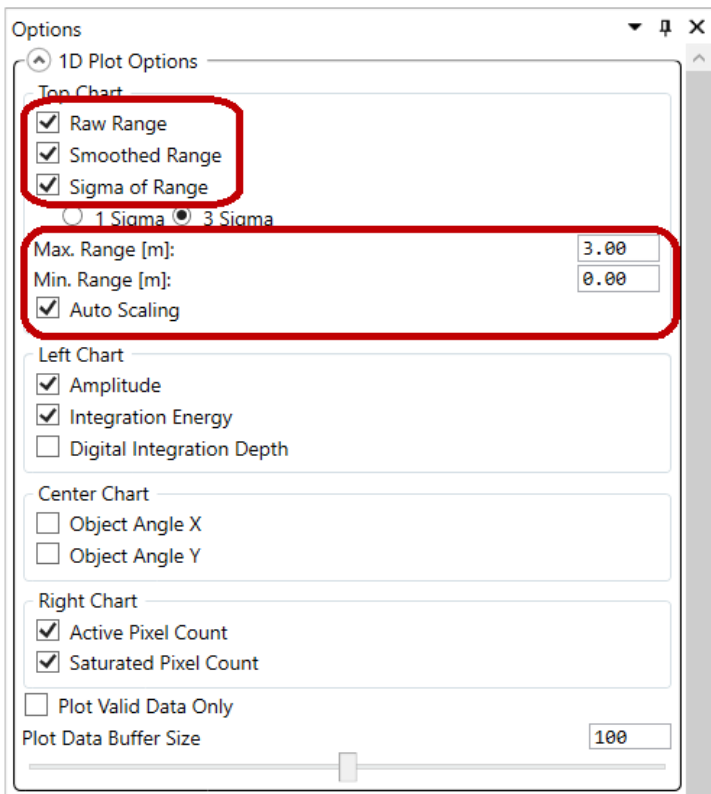 Options
1D Plot Options
Top Chart
Raw Range
Smoothed Range
Sigma of Range
1 Sigma 3 Sigma
Max. Range [m]: 3.00
Min. Range [m]: 0.00
Auto Scaling
Left Chart
Amplitude
Integration Energy
Digital Integration Depth
Center Chart
Object Angle X
Object Angle Y
Right Chart
Active Pixel Count
Saturated Pixel Count
Plot Valid Data Only
Plot Data Buffer Size 100